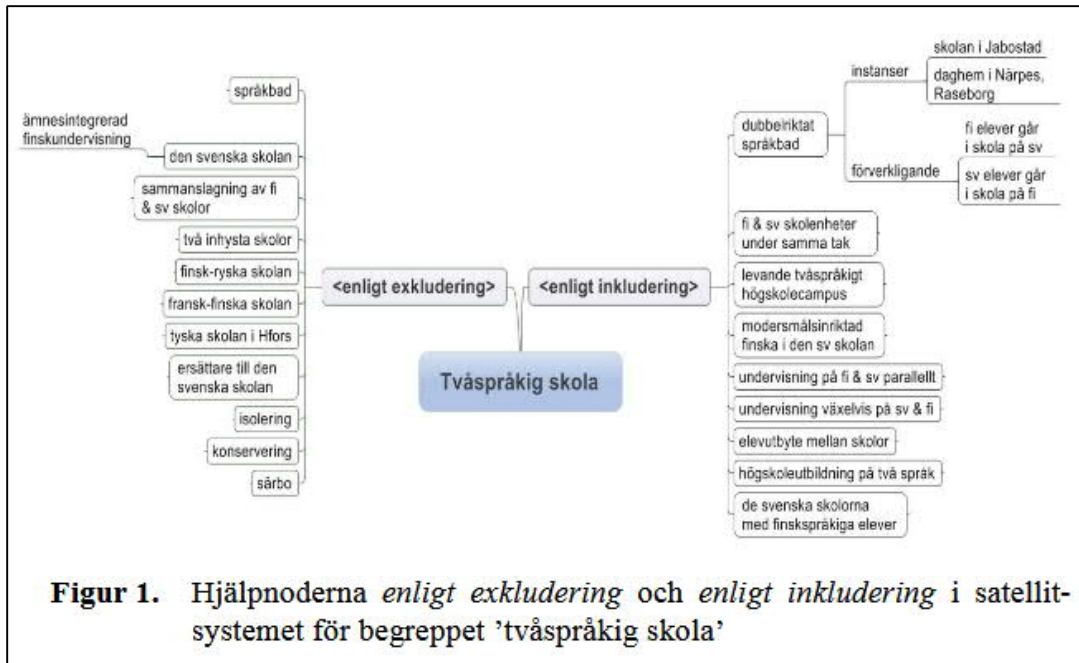 språkbad
ämnesintegrerad
finskundervisning
den svenska skolan
sammanslagning av fi
& sv skolor
två inhysta skolor
finsk-ryska skolan
fransk-finska skolan
tyska skolan i Hfors
ersättare till den
svenska skolan
isolering
konservering
särbo
<enligt exkludering>
<enligt inkludering>
Tvåspråkig skola
dubbelriktat
språkbad
instanser
skolan i Jabostad
daghem i Närpes,
Raseborg
förverkligande
fi elever går
i skola på sv
sv elever går
i skola på fi
fi & sv skolenheter
under samma tak
levande tvåspråkigt
högskolecampus
modersmålsinriktad
finska i den sv skolan
undervisning på fi & sv parallellt
undervisning växelvis på sv & fi
elevutbyte mellan skolor
högskoleutbildning på två språk
de svenska skolorna
med finskspråkiga elever
Figur 1. Hjälpnoderna enligt exkludering och enligt inkludering i satellit-
systemet för begreppet ’tvåspråkig skola’